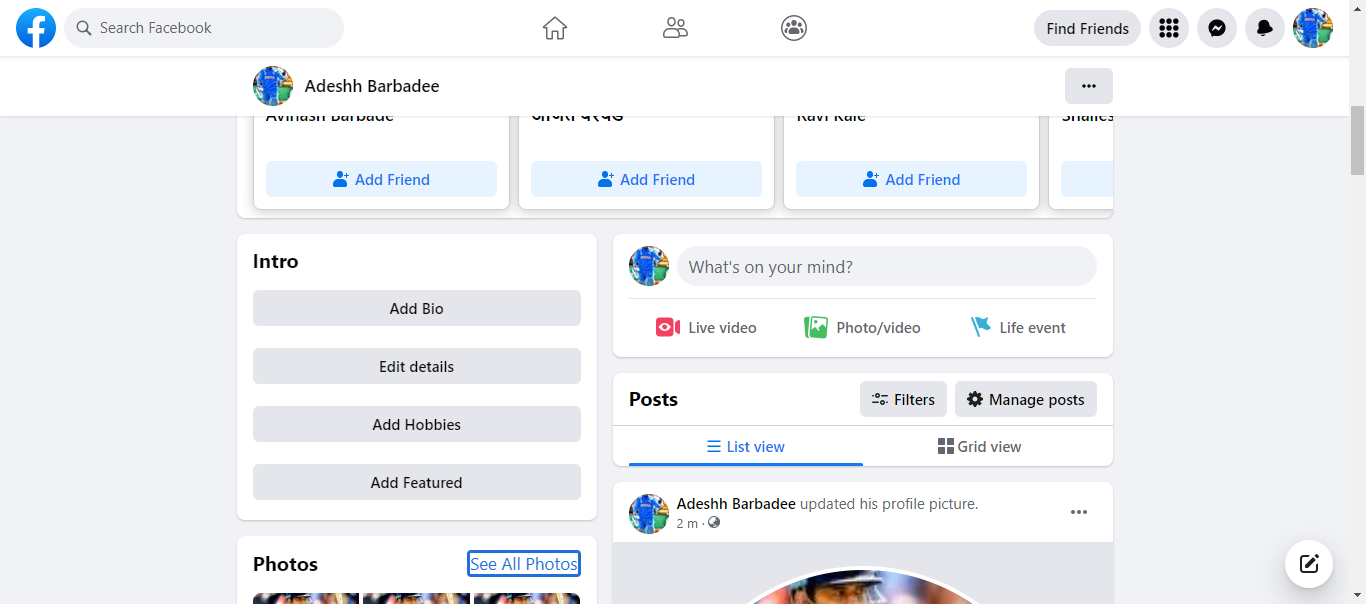 Search Facebook
Find Friends
Adeshh Barbadee
Avinash Barbade
Ravi Kale
Add Friend
Add Friend
Add Friend
Intro
Add Bio
Edit details
Add Hobbies
Add Featured
Photos
See All Photos
What's on your mind?
Live video
Photo/video
Life event
Posts
Filters
Manage posts
List view
Grid view
Adeshh Barbadee updated his profile picture.
2 m ·